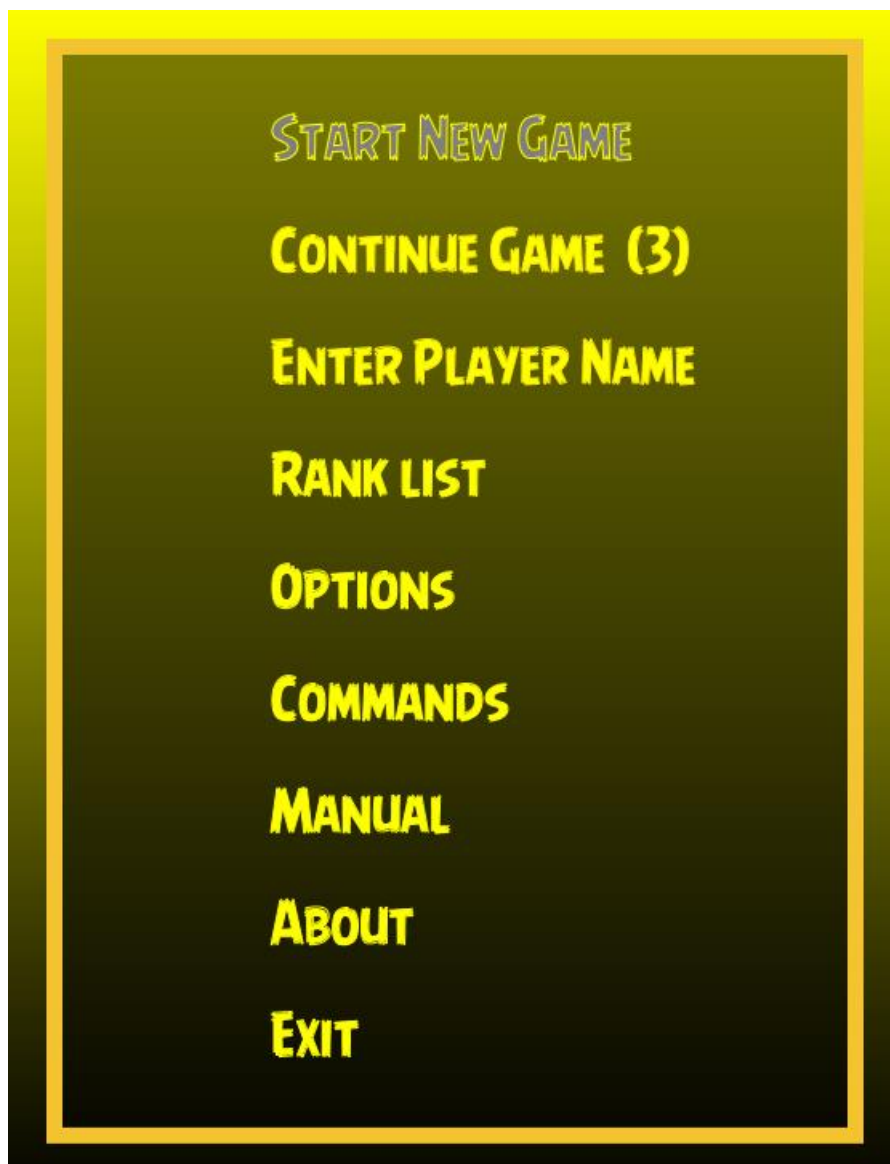 Start New Game
Continue Game (3)
Enter Player Name
Rank list
Options
Commands
Manual
About
Exit